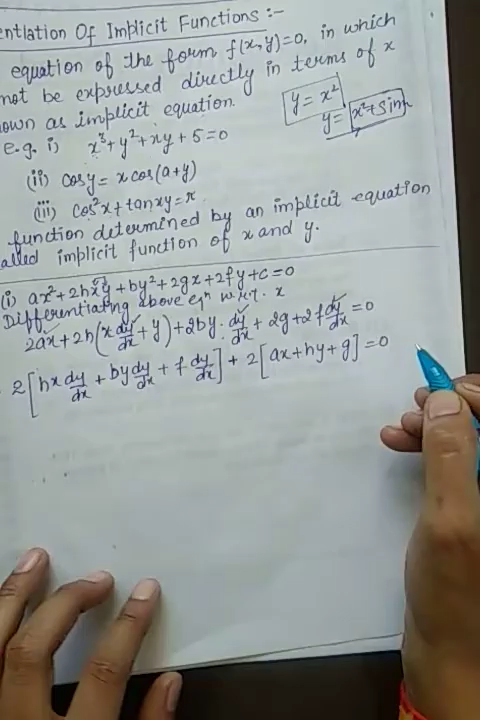 entiation Of Implicit Functions :-
equation of the form f(x,y)=0, in which
not be expressed directly in terms of x
own as implicit equation.
y = x²
y = x²+sinx
e.g. i) x³+y²+xy+5=0
(ii) cosy = x cos(a+y)
(iii) cos²x+tanxy=π
function determined by an implicit equation
alled implicit function of x and y.
(i) ax²+2hxy+by²+2gx+2fy+c=0
Differentiating above eqn w.r.t. x
2ax+2h(x dy/dx+y)+2by.dy/dx+2g+2f dy/dx=0
2[hx dy/dx+by dy/dx+f dy/dx]+2[ax+hy+g]=0